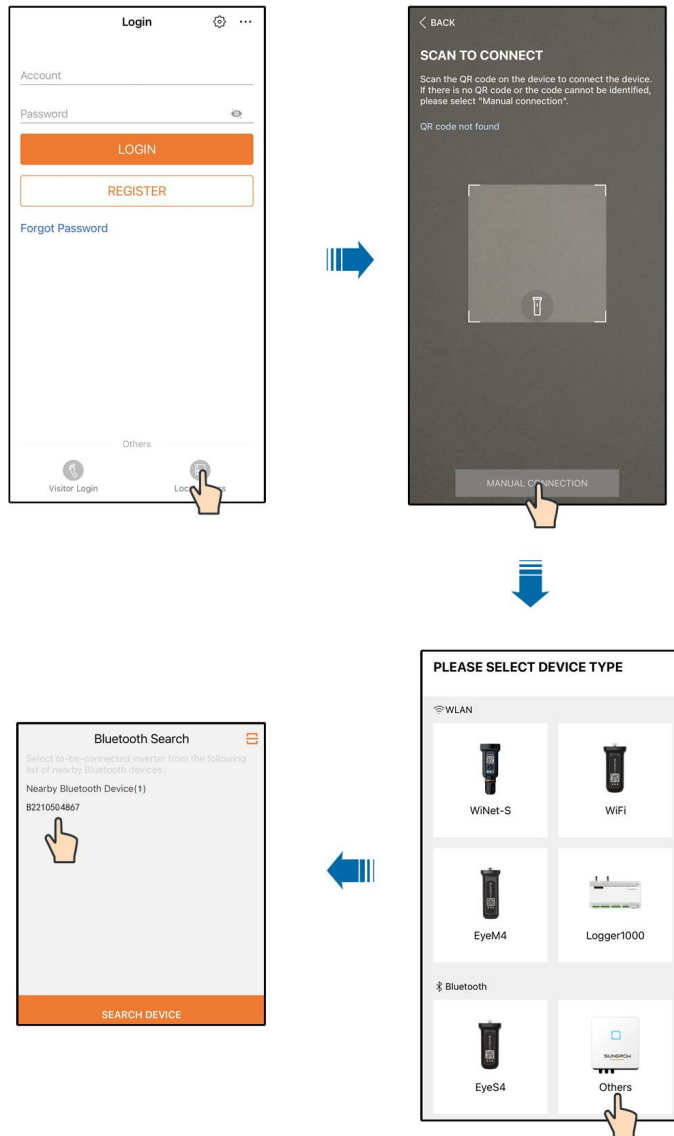 Login
Account
Password
LOGIN
REGISTER
Forgot Password
Others
Visitor Login
BACK
SCAN TO CONNECT
Scan the QR code on the device to connect the device.
If there is no QR code or the code cannot be identified,
please select "Manual connection".
QR code not found
MANUAL CONNECTION
PLEASE SELECT DEVICE TYPE
WLAN
WiNet-S
WiFi
EyeM4
Logger1000
Bluetooth
EyeS4
SUNGROW
Others
Bluetooth Search
Select to-be-connected inverter from the following
list of nearby Bluetooth devices.
Nearby Bluetooth Device(1)
B2210504867
SEARCH DEVICE